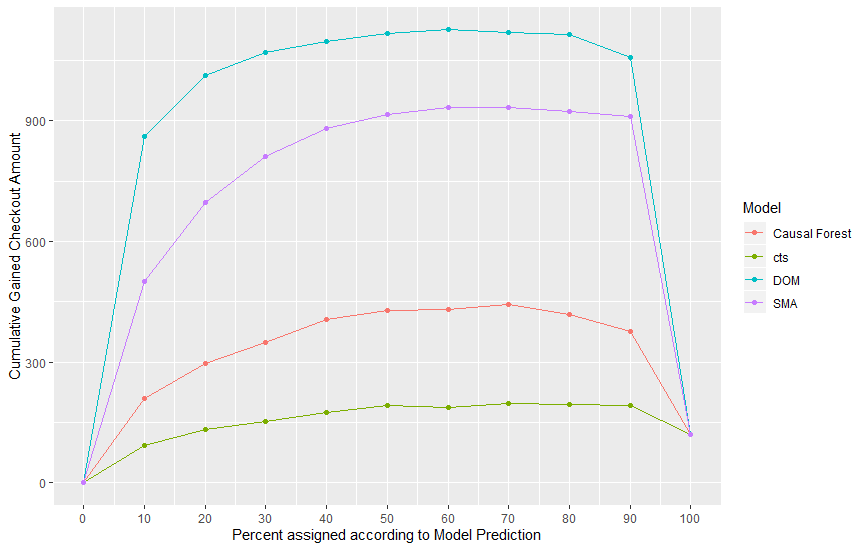 Cumulative Gained Checkout Amount
900
600
300
0
0 10 20 30 40 50 60 70 80 90 100
Percent assigned according to Model Prediction
Model
Causal Forest
cts
DOM
SMA